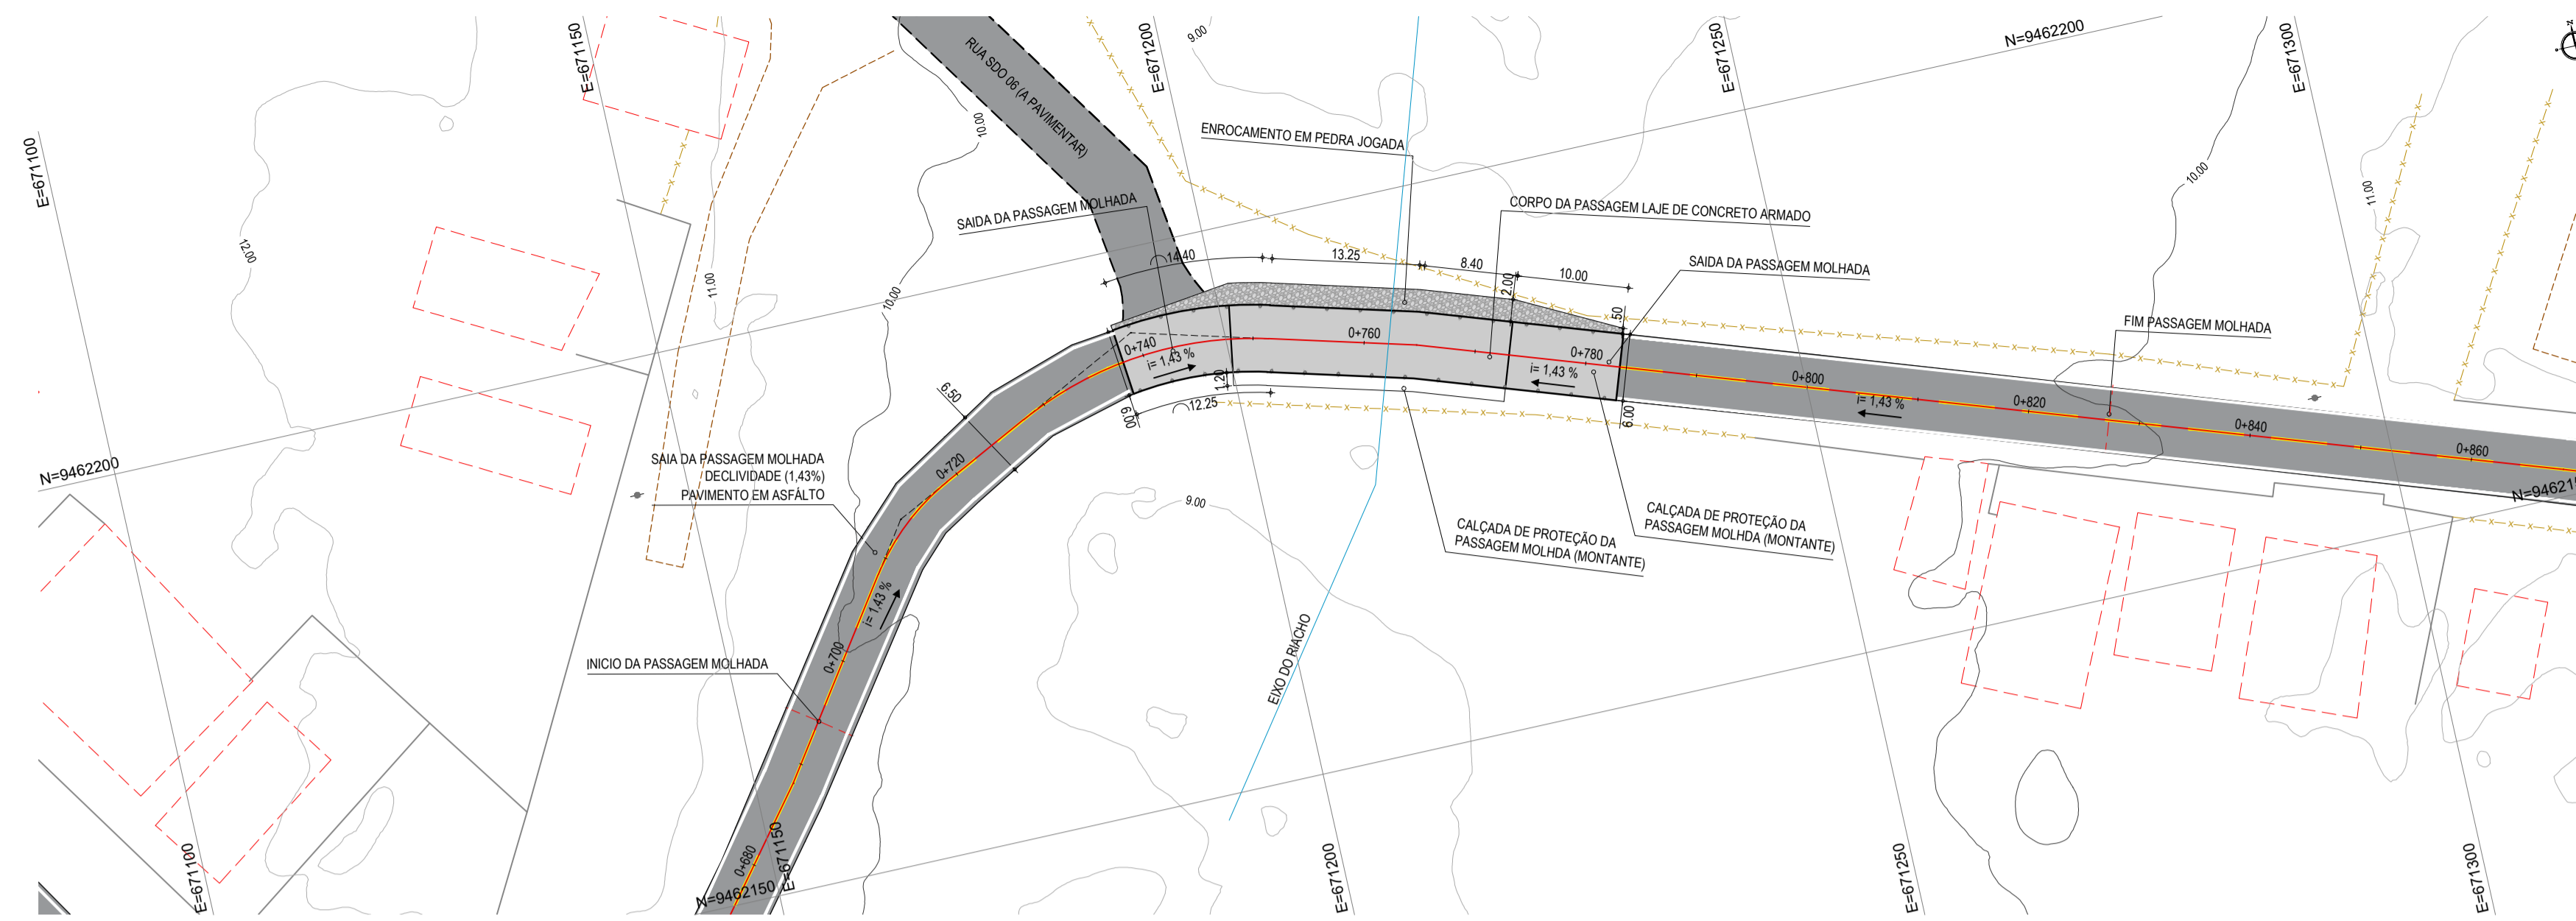 E=671100
E=671150
E=671200
E=671250
E=671300
N=9462200
RUA SDO 06 (A PAVIMENTAR)
9.00
10.00
10.00
11.00
12.00
11.00
10.00
10.00
ENROCAMENTO EM PEDRA JOGADA
SAIDA DA PASSAGEM MOLHADA
CORPO DA PASSAGEM LAJE DE CONCRETO ARMADO
SAIDA DA PASSAGEM MOLHADA
FIM PASSAGEM MOLHADA
14.40
13.25
8.40
10.00
2.00
.50
0+740
i= 1,43 %
0+760
0+780
i= 1,43 %
0+800
i= 1,43 %
0+820
0+840
0+860
1.20
12.25
6.00
6.00
6.50
N=9462200
SAIA DA PASSAGEM MOLHADA
DECLIVIDADE (1,43%)
PAVIMENTO EM ASFÁLTO
0+720
9.00
CALÇADA DE PROTEÇÃO DA
PASSAGEM MOLHDA (MONTANTE)
CALÇADA DE PROTEÇÃO DA
PASSAGEM MOLHDA (MONTANTE)
N=946215
i= 1,43 %
0+700
INICIO DA PASSAGEM MOLHADA
EIXO DO RIACHO
0+680
N=9462150
E=671100
E=671150
E=671200
E=671250
E=671300